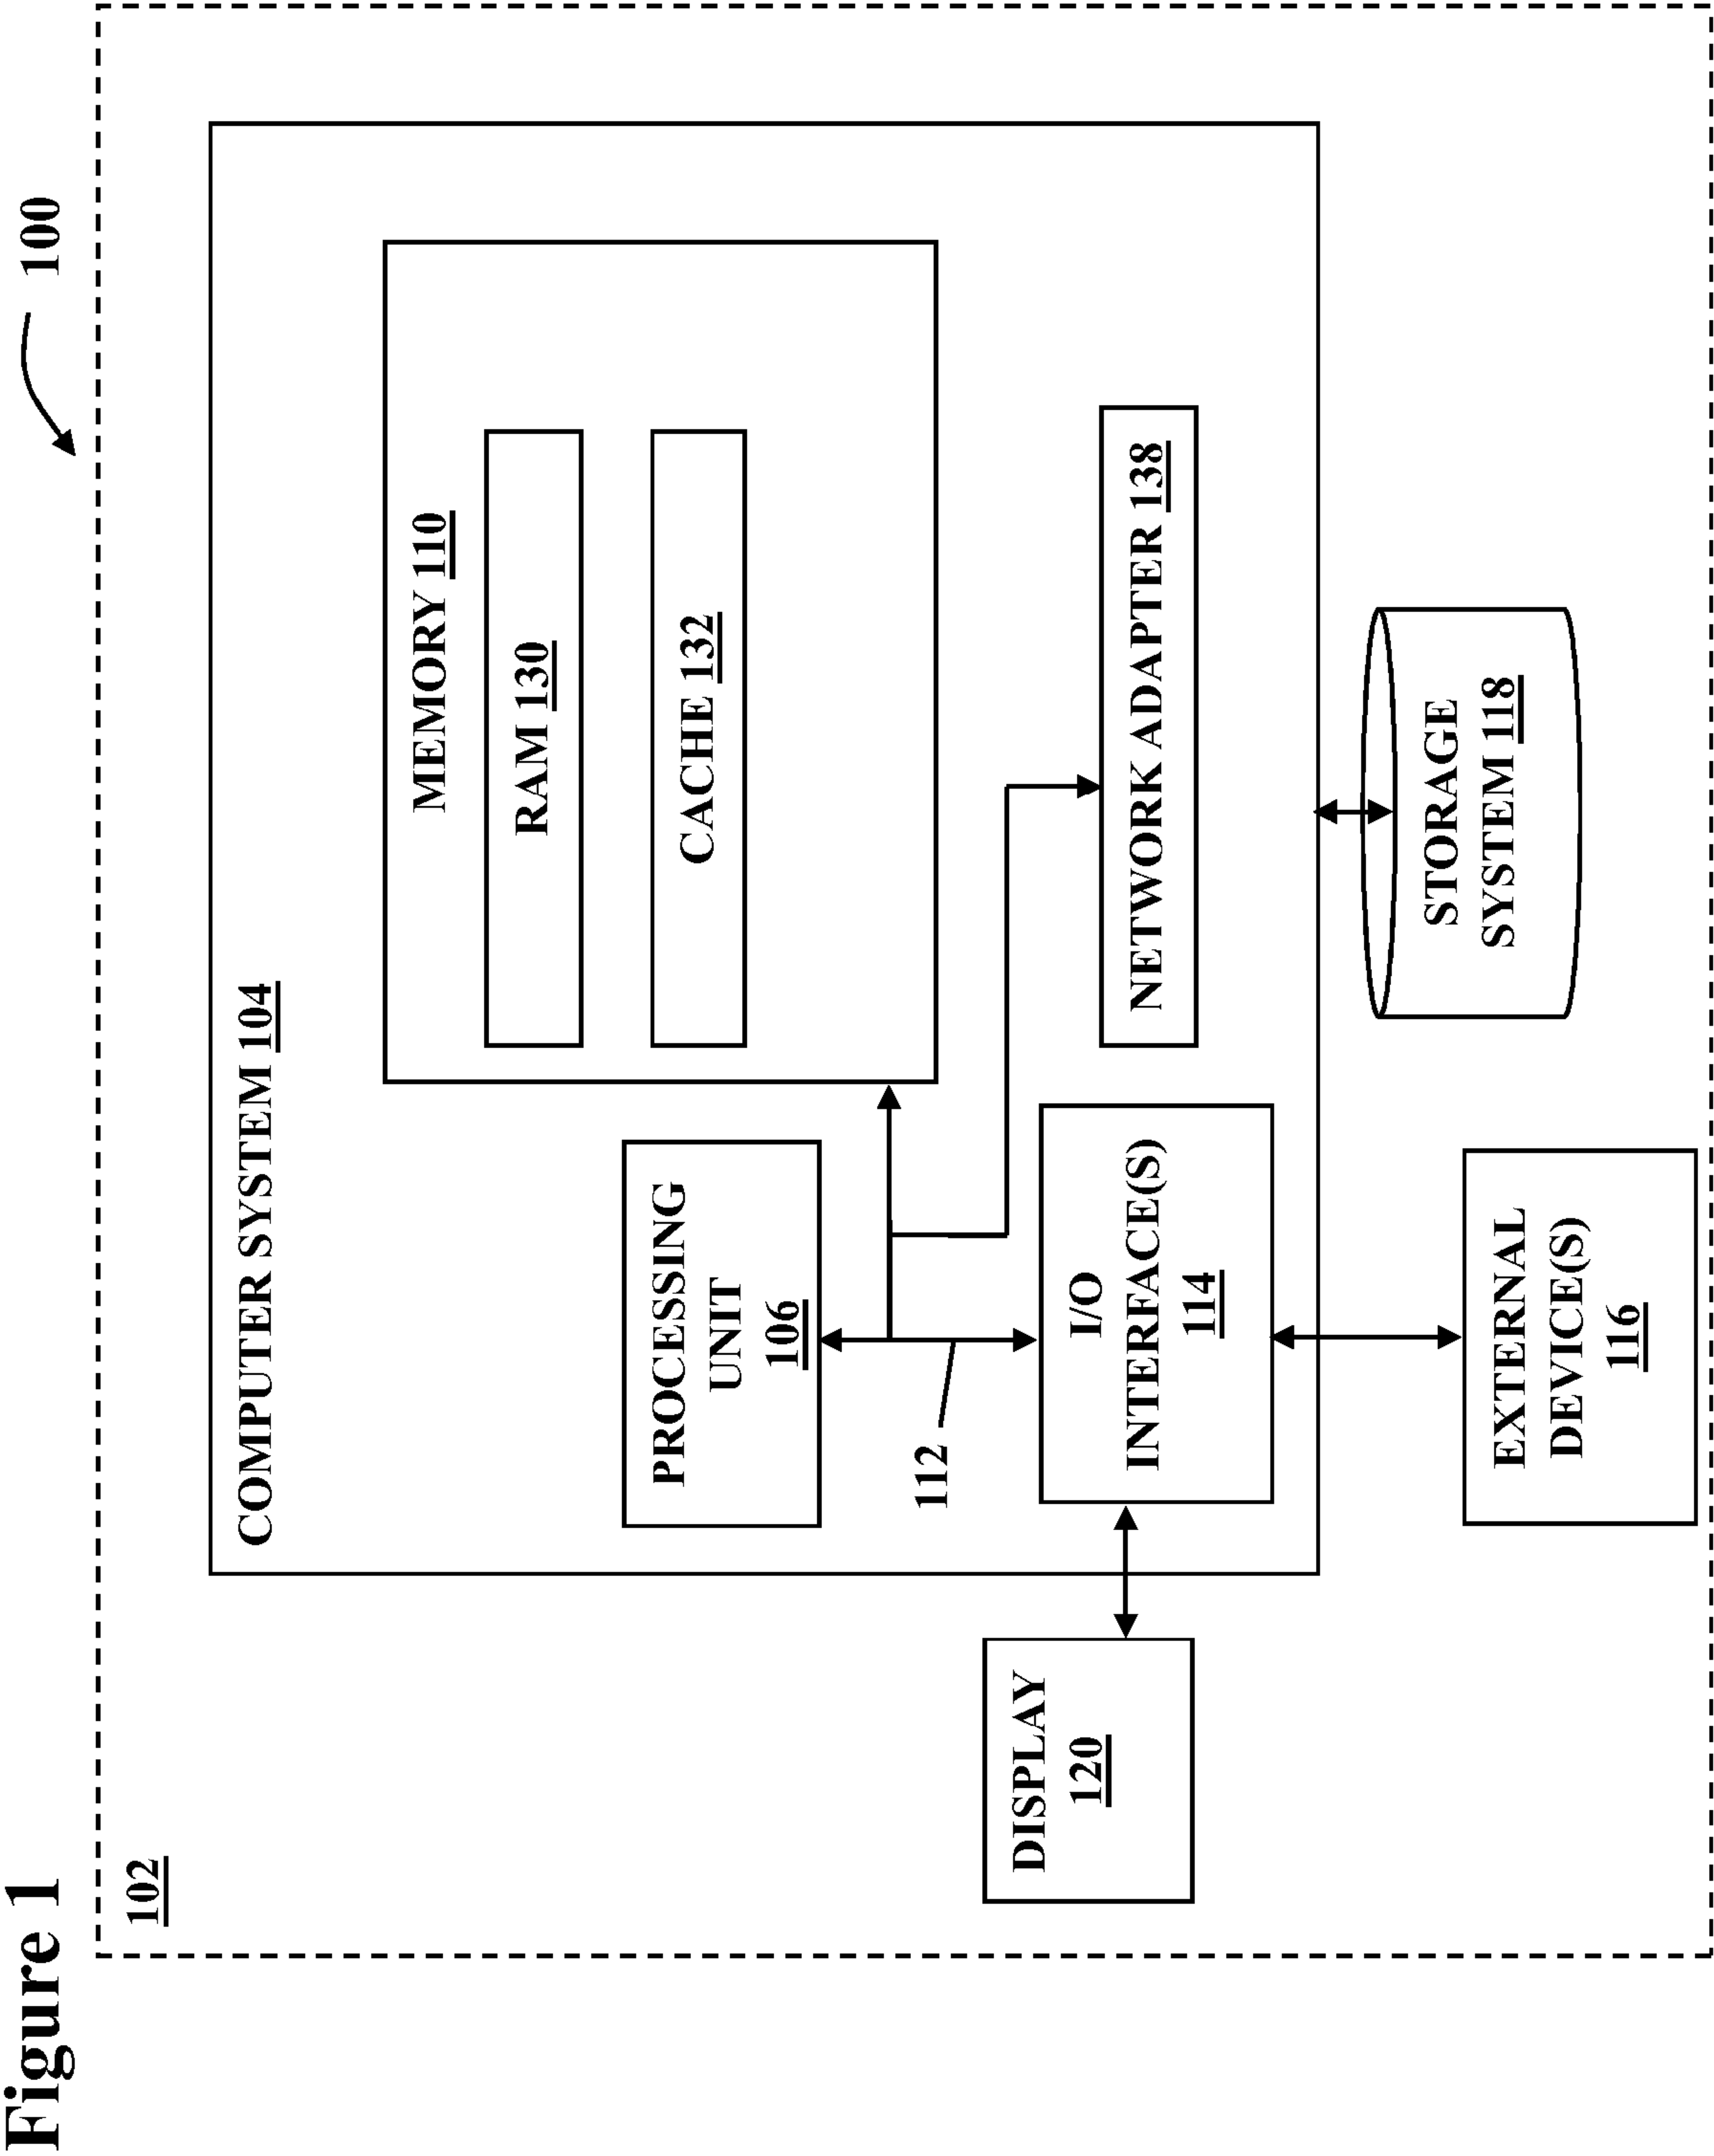 Figure 1
100
102
COMPUTER SYSTEM 104
MEMORY 110
RAM 130
CACHE 132
PROCESSING
UNIT
106
112
DISPLAY
120
I/O
INTERFACE(S)
114
NETWORK ADAPTER 138
STORAGE
SYSTEM 118
EXTERNAL
DEVICE(S)
116